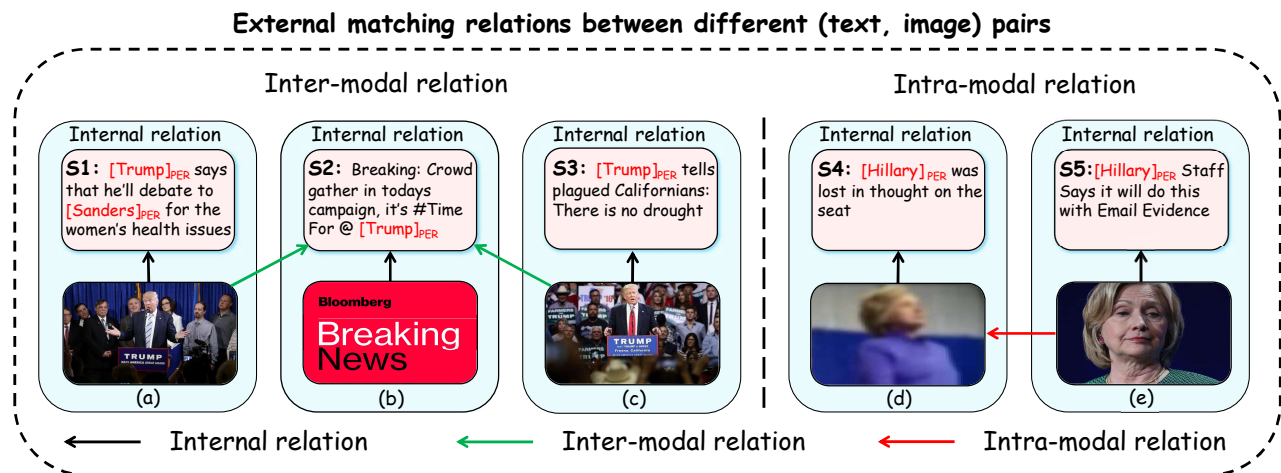 External matching relations between different (text, image) pairs
Inter-modal relation
Intra-modal relation
Internal relation
S1: [Trump]PER says
that he'll debate to
[Sanders]PER for the
women's health issues
TRUMP
(a)
Internal relation
S2: Breaking: Crowd
gather in todays
campaign, it's #Time
For @ [Trump]PER
Bloomberg
Breaking
News
(b)
Internal relation
S3: [Trump]PER tells
plagued Californians:
There is no drought
FARMERS
TRUMP
TRUMP
Fresno, California
(c)
Internal relation
S4: [Hillary]PER was
lost in thought on the
seat
(d)
Internal relation
S5:[Hillary]PER Staff
Says it will do this
with Email Evidence
(e)
Internal relation
Inter-modal relation
Intra-modal relation